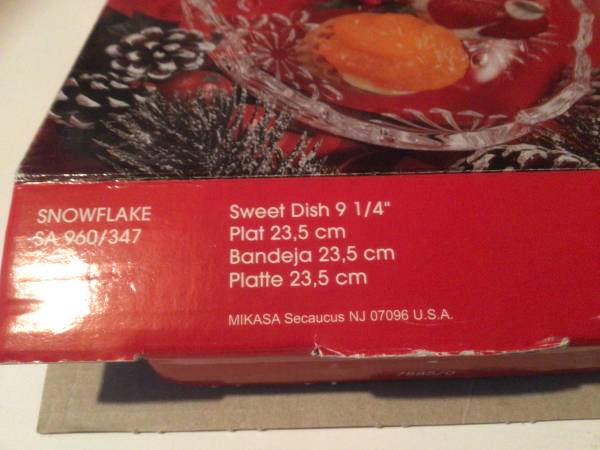 SNOWFLAKE
SA 960/347
Sweet Dish 9 1/4"
Plat 23,5 cm
Bandeja 23,5 cm
Platte 23,5 cm
MIKASA Secaucus NJ 07096 U.S.A.